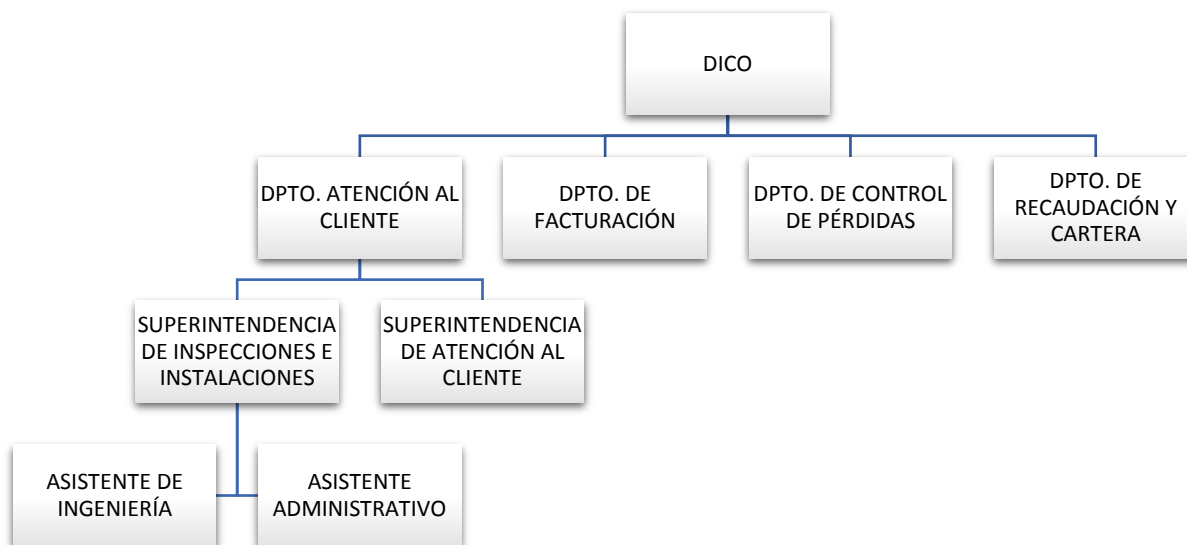 DICO
DPTO. ATENCIÓN AL
CLIENTE
DPTO. DE
FACTURACIÓN
DPTO. DE CONTROL
DE PÉRDIDAS
DPTO. DE
RECAUDACIÓN Y
CARTERA
SUPERINTENDENCIA
DE INSPECCIONES E
INSTALACIONES
SUPERINTENDENCIA
DE ATENCIÓN AL
CLIENTE
ASISTENTE DE
INGENIERÍA
ASISTENTE
ADMINISTRATIVO